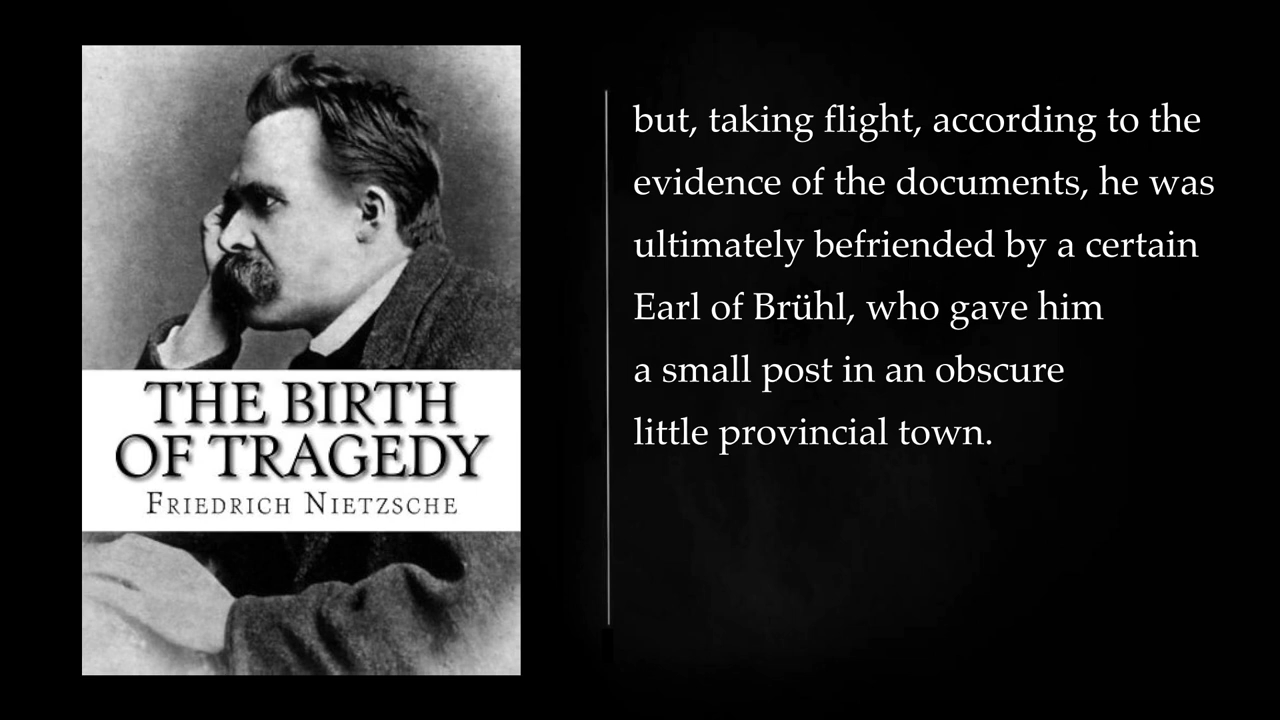 THE BIRTH
OF TRAGEDY
FRIEDRICH NIETZSCHE
but, taking flight, according to the
evidence of the documents, he was
ultimately befriended by a certain
Earl of Brühl, who gave him
a small post in an obscure
little provincial town.